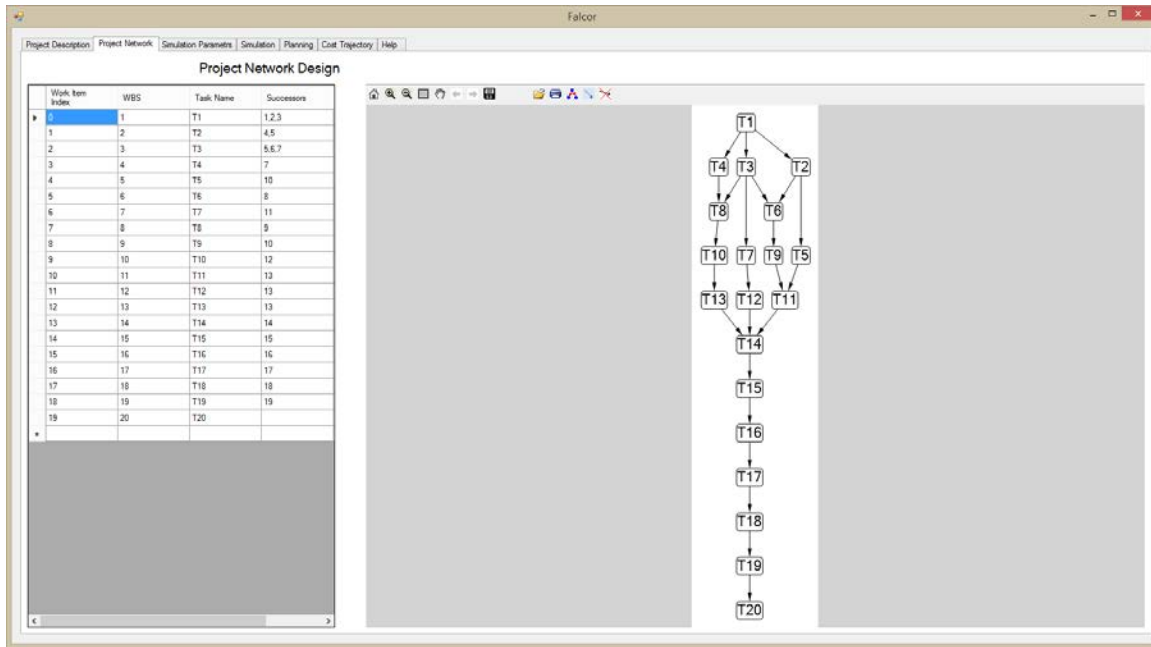 Falcor
Project Description Project Network Simulation Parametrs Simulation Planning Cost Trajectory Help
Project Network Design
Work Item Index WBS Task Name Successors
0 1 T1 1,2,3
1 2 T2 4,5
2 3 T3 5,6,7
3 4 T4 7
4 5 T5 10
5 6 T6 8
6 7 T7 11
7 8 T8 9
8 9 T9 10
9 10 T10 12
10 11 T11 13
11 12 T12 13
12 13 T13 13
13 14 T14 14
14 15 T15 15
15 16 T16 16
16 17 T17 17
17 18 T18 18
18 19 T19 19
19 20 T20
T1
T4 T3 T2
T8 T6
T10 T7 T9 T5
T13 T12 T11
T14
T15
T16
T17
T18
T19
T20